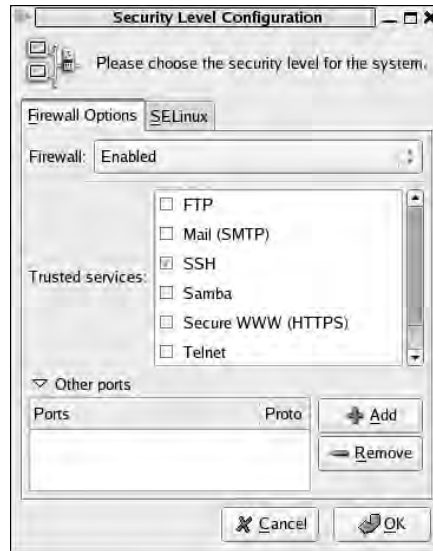 Security Level Configuration
Please choose the security level for the system.
Firewall Options SELinux
Firewall: Enabled
Trusted services:
FTP
Mail (SMTP)
SSH
Samba
Secure WWW (HTTPS)
Telnet
Other ports
Ports Proto
Add
Remove
Cancel OK